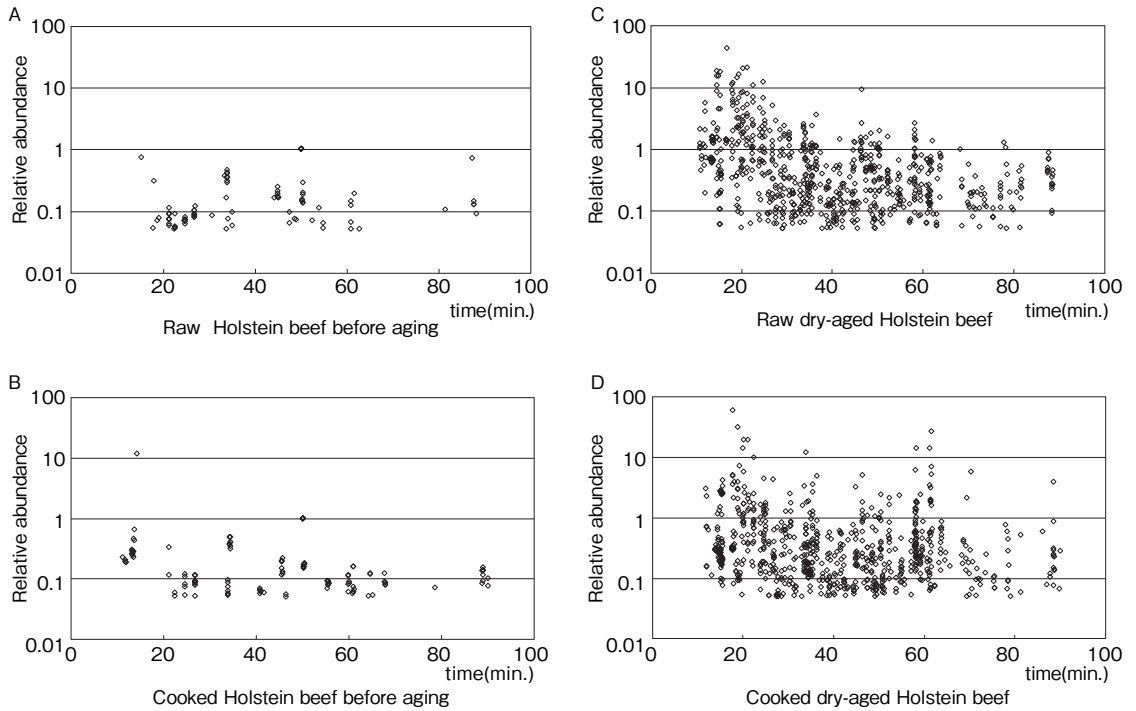 A
100
10
1
0.1
0.01
Relative abundance
0 20 40 60 80 100
time(min.)
Raw Holstein beef before aging
C
100
10
1
0.1
0.01
Relative abundance
0 20 40 60 80 100
time(min.)
Raw dry-aged Holstein beef
B
100
10
1
0.1
0.01
Relative abundance
0 20 40 60 80 100
time(min.)
Cooked Holstein beef before aging
D
100
10
1
0.1
0.01
Relative abundance
0 20 40 60 80 100
time(min.)
Cooked dry-aged Holstein beef